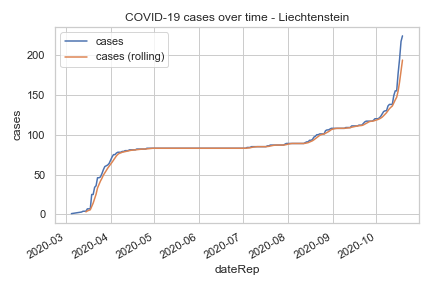 COVID-19 cases over time - Liechtenstein
cases
cases (rolling)
200
150
100
50
0
cases
2020-03
2020-04
2020-05
2020-06
2020-07
2020-08
2020-09
2020-10
dateRep